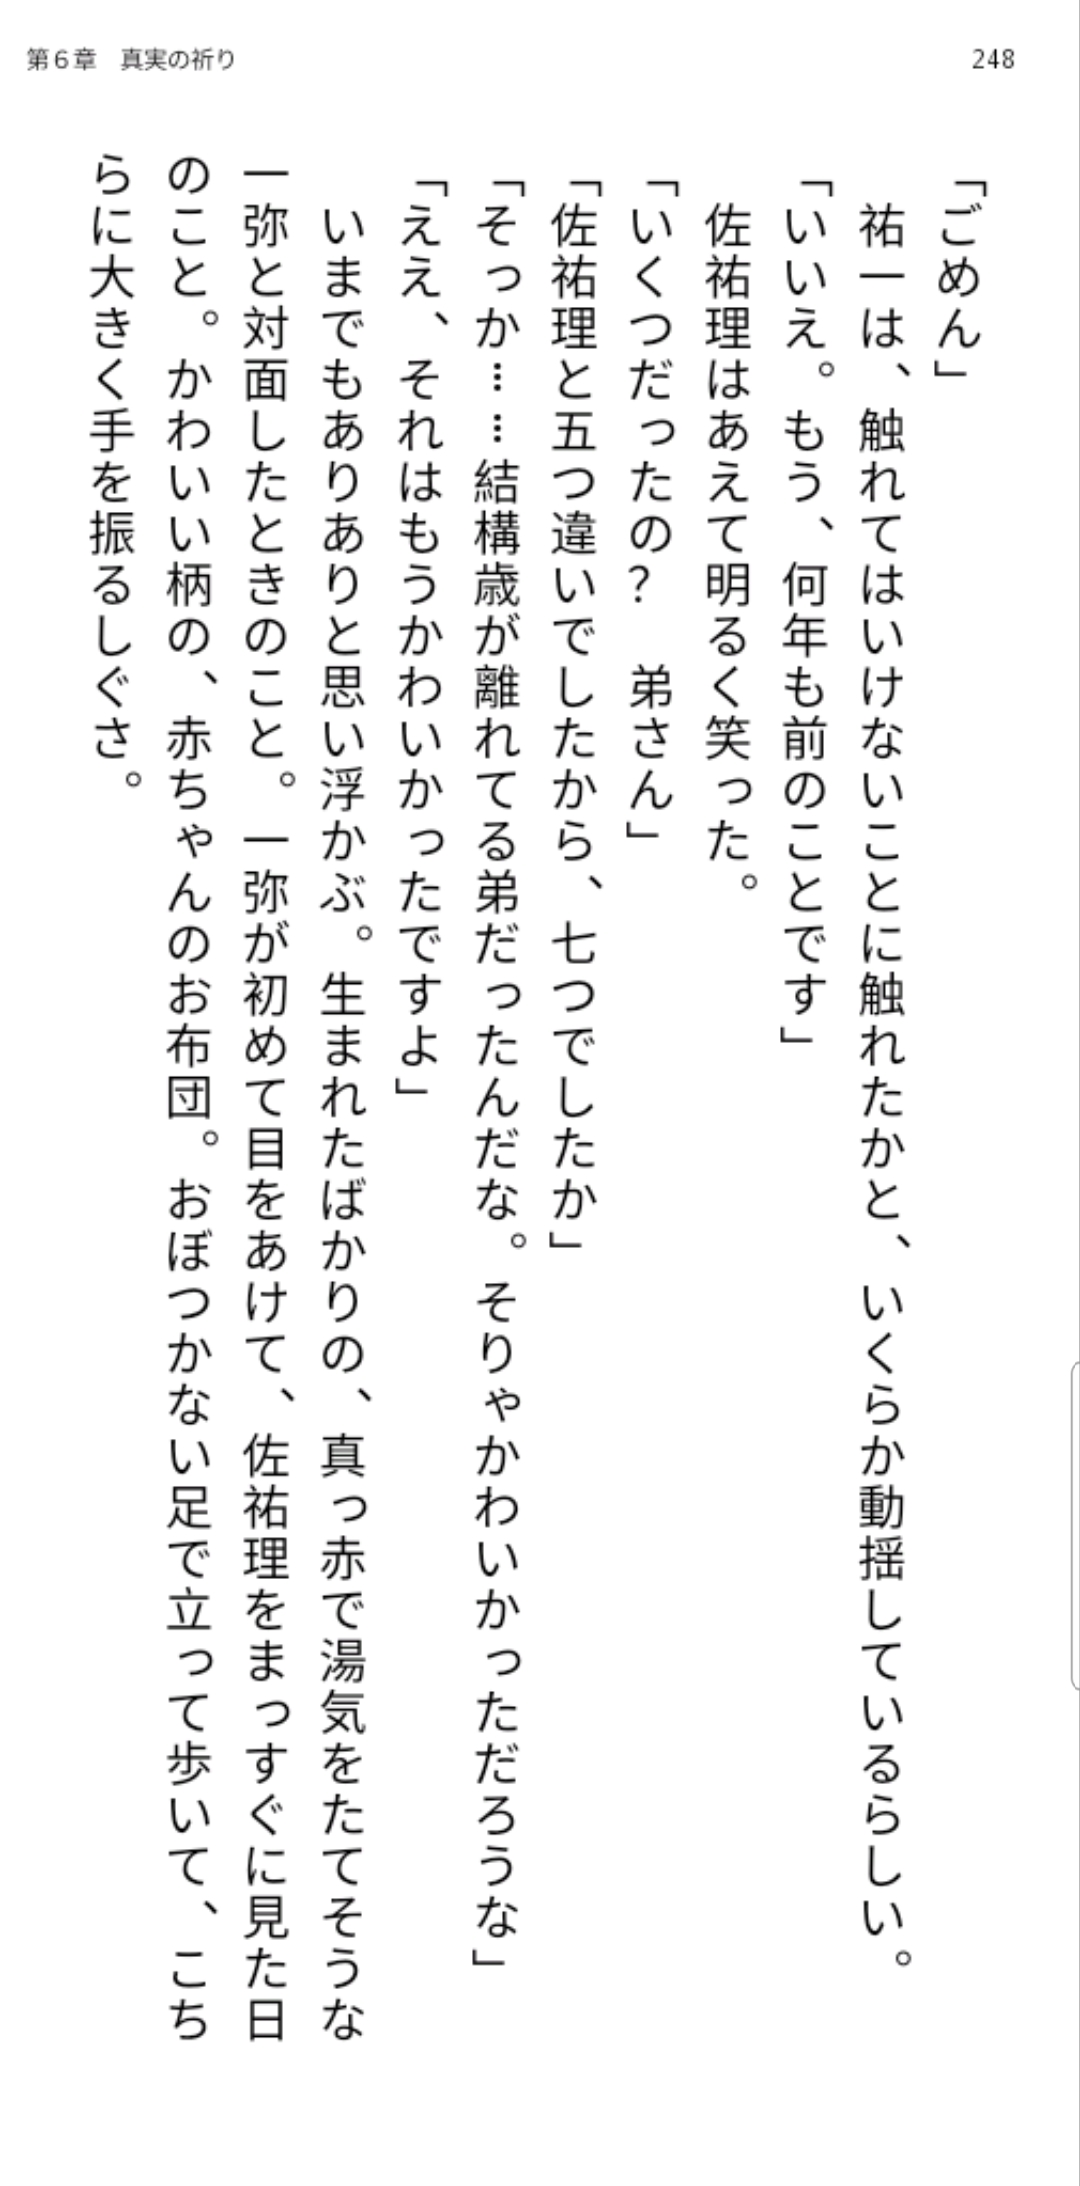 第６章　真実の祈り
248
「ごめん」
　祐一は、触れてはいけないことに触れたかと、いくらか動揺しているらしい。
「いいえ。もう、何年も前のことです」
　佐祐理はあえて明るく笑った。
「いくつだったの？　弟さん」
「佐祐理と五つ違いでしたから、七つでしたか」
「そっか……結構歳が離れてる弟だったんだな。そりゃかわいかっただろうな」
「ええ、それはもうかわいかったですよ」
　いまでもありありと思い浮かぶ。生まれたばかりの、真っ赤で湯気をたてそうな
一弥と対面したときのこと。一弥が初めて目をあけて、佐祐理をまっすぐに見た日
のこと。かわいい柄の、赤ちゃんのお布団。おぼつかない足で立って歩いて、こち
らに大きく手を振るしぐさ。